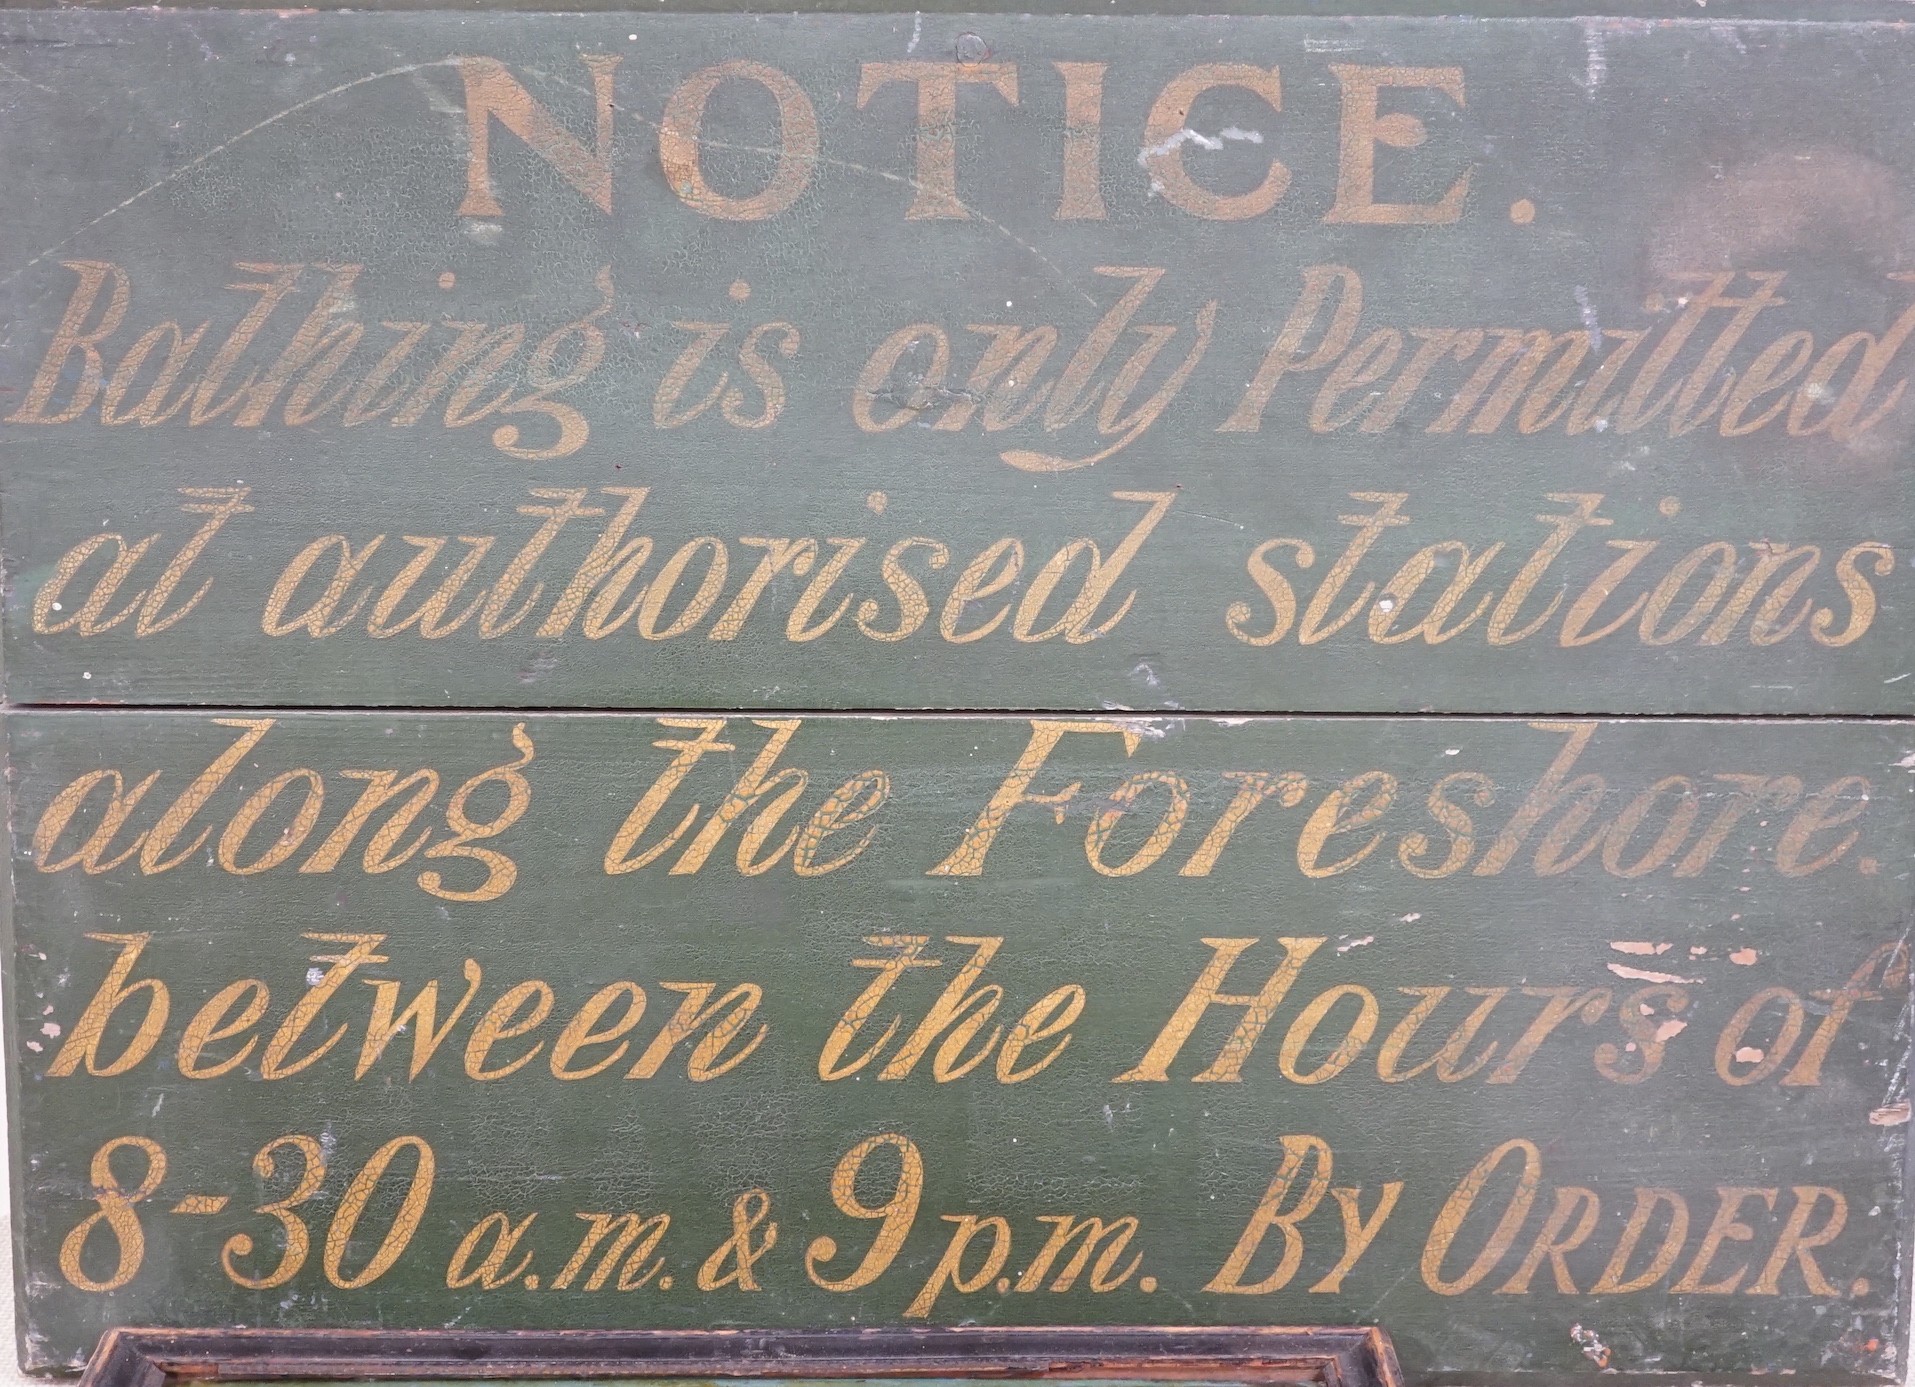 NOTICE.
Bathing is only Permitted
at authorised stations
along the Foreshore.
between the Hours of
8-30 a.m. & 9 p.m. BY ORDER.